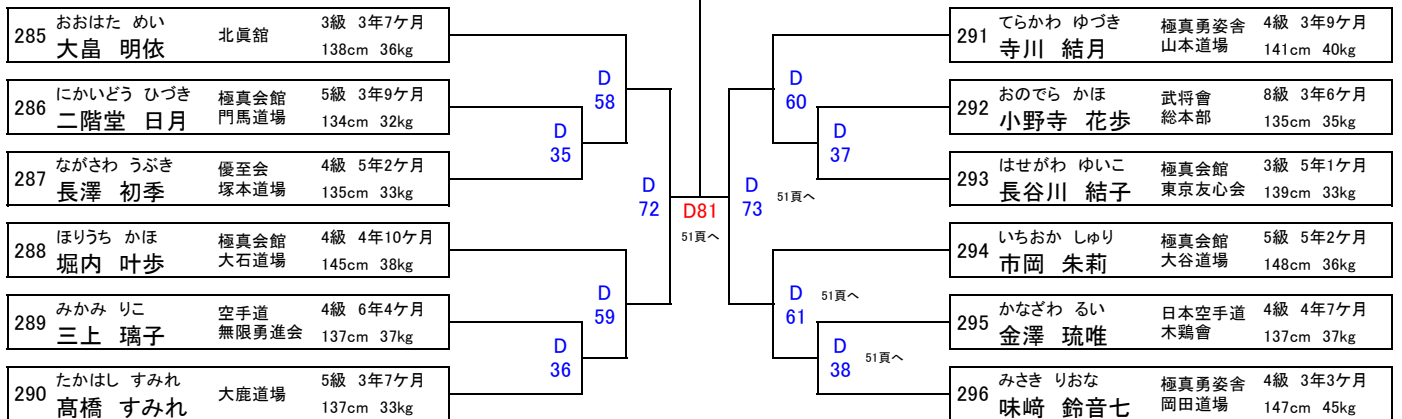 285 おおはた めい 北眞舘 3級 3年7ケ月
大畠 明依 138cm 36kg
286 にかいどう ひづき 極真会館 5級 3年9ケ月
二階堂 日月 門馬道場 134cm 32kg
287 ながさわ うぶき 優至会 4級 5年2ケ月
長澤 初季 塚本道場 135cm 33kg
288 ほりうち かほ 極真会館 4級 4年10ケ月
堀内 叶歩 大石道場 145cm 38kg
289 みかみ りこ 空手道 4級 6年4ケ月
三上 璃子 無限勇進会 137cm 37kg
290 たかはし すみれ 大鹿道場 5級 3年7ケ月
髙橋 すみれ 137cm 33kg
D
58
D
35
D
72
D
59
D
36
D81
51頁へ
D
60
D
37
D
73 51頁へ
D 51頁へ
61
D 51頁へ
38
291 てらかわ ゆづき 極真勇姿舎 4級 3年9ケ月
寺川 結月 山本道場 141cm 40kg
292 おのでら かほ 武将會 8級 3年6ケ月
小野寺 花歩 総本部 135cm 35kg
293 はせがわ ゆいこ 極真会館 3級 5年1ケ月
長谷川 結子 東京友心会 139cm 33kg
294 いちおか しゅり 極真会館 5級 5年2ケ月
市岡 朱莉 大谷道場 148cm 36kg
295 かなざわ るい 日本空手道 4級 4年7ケ月
金澤 琉唯 木鶏會 137cm 37kg
296 みさき りおな 極真勇姿舎 4級 3年3ケ月
味﨑 鈴音七 岡田道場 147cm 45kg